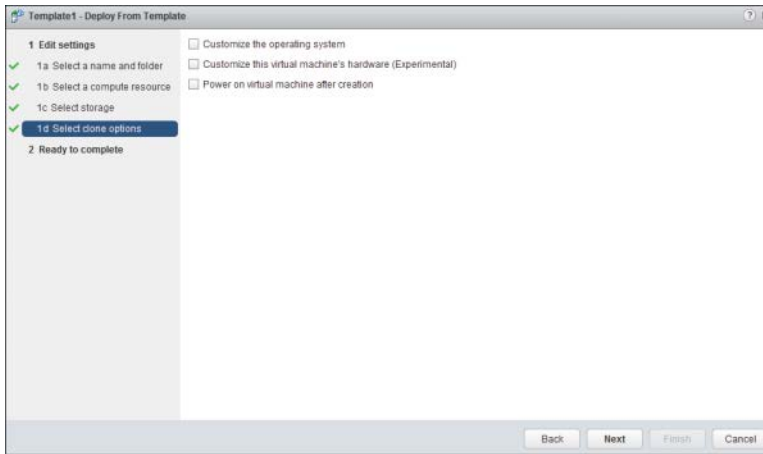 Template1 - Deploy From Template
?
1 Edit settings
1a Select a name and folder
1b Select a compute resource
1c Select storage
1d Select clone options
2 Ready to complete
Customize the operating system
Customize this virtual machine's hardware (Experimental)
Power on virtual machine after creation
Back
Next
Finish
Cancel